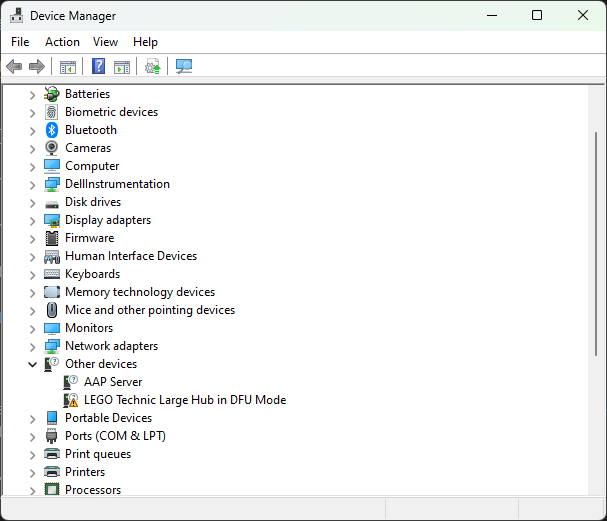 Device Manager
File Action View Help
Batteries
Biometric devices
Bluetooth
Cameras
Computer
DellInstrumentation
Disk drives
Display adapters
Firmware
Human Interface Devices
Keyboards
Memory technology devices
Mice and other pointing devices
Monitors
Network adapters
Other devices
AAP Server
LEGO Technic Large Hub in DFU Mode
Portable Devices
Ports (COM & LPT)
Print queues
Printers
Processors